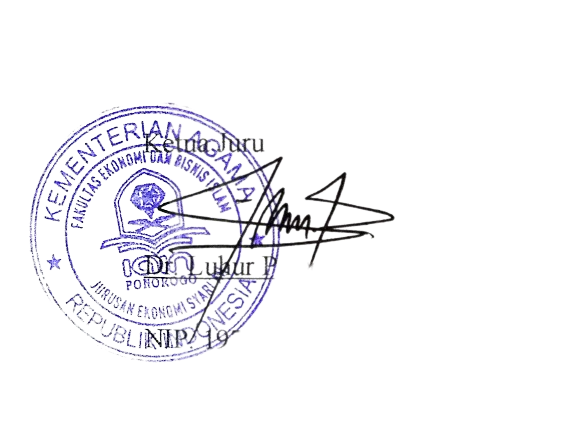 KEMENTERIAN AGAMA
FAKULTAS EKONOMI DAN BISNIS ISLAM
Ketua Juru
IAIN
PONOROGO
Dr. Luhur P
JURUSAN EKONOMI SYARIAH
REPUBLIK INDONESIA
NIP. 197